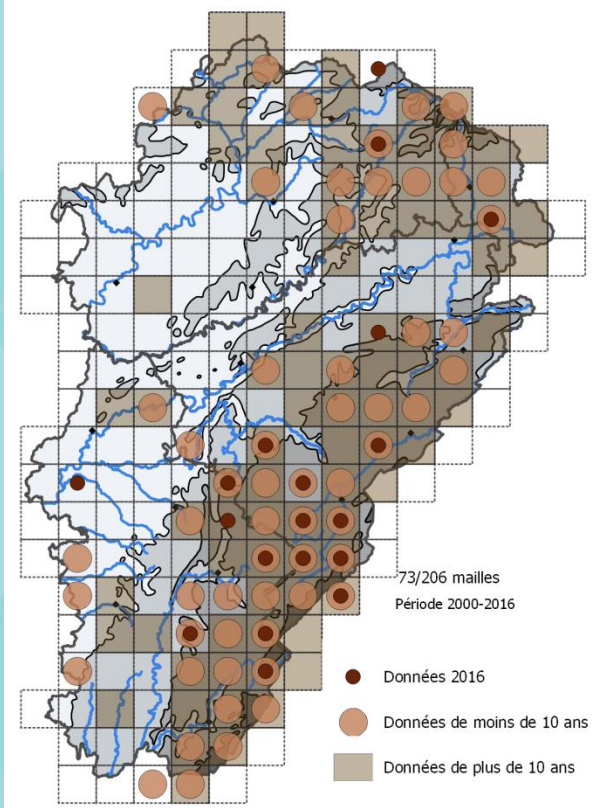 73/206 mailles
Période 2000-2016
Données 2016
Données de moins de 10 ans
Données de plus de 10 ans